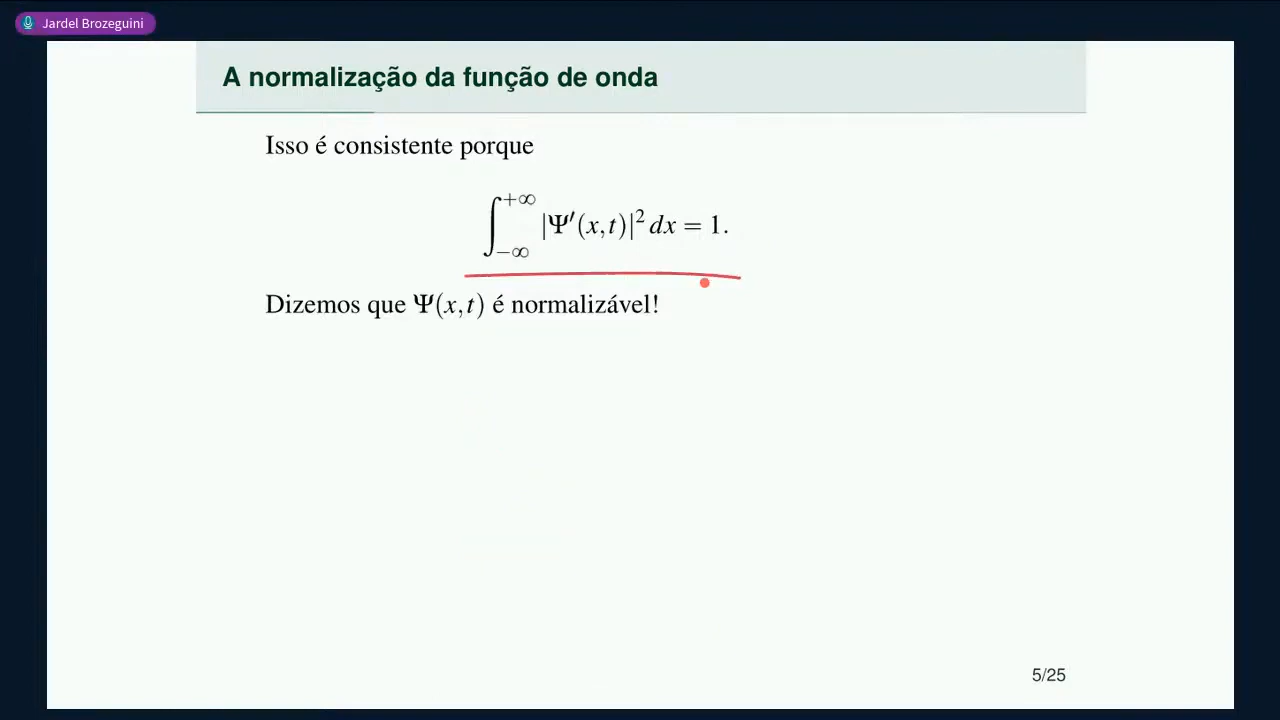 Jardel Brozeguini
A normalização da função de onda
Isso é consistente porque
∫_{−∞}^{+∞} |Ψ′(x,t)|² dx = 1.
Dizemos que Ψ(x,t) é normalizável!
5/25